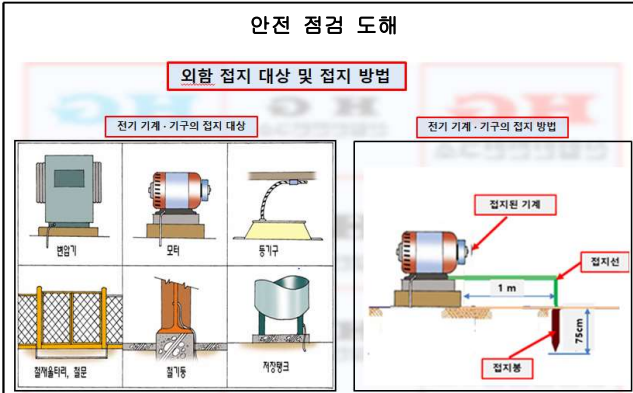 안전 점검 도해
외함 접지 대상 및 접지 방법
전기 기계 · 기구의 접지 대상
전기 기계 · 기구의 접지 방법
변압기
모터
등기구
철재울타리, 철문
철기둥
저장탱크
접지된 기계
접지선
1 m
75cm
접지봉
HG
H G
HG